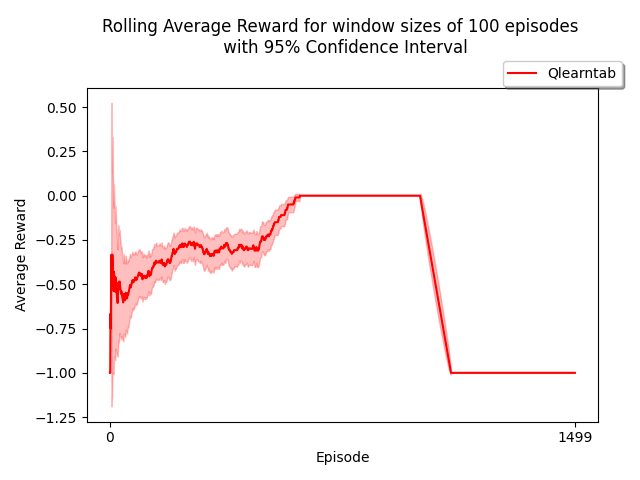 Rolling Average Reward for window sizes of 100 episodes
with 95% Confidence Interval
Qlearntab
0.50
0.25
0.00
−0.25
−0.50
−0.75
−1.00
−1.25
Average Reward
0
1499
Episode